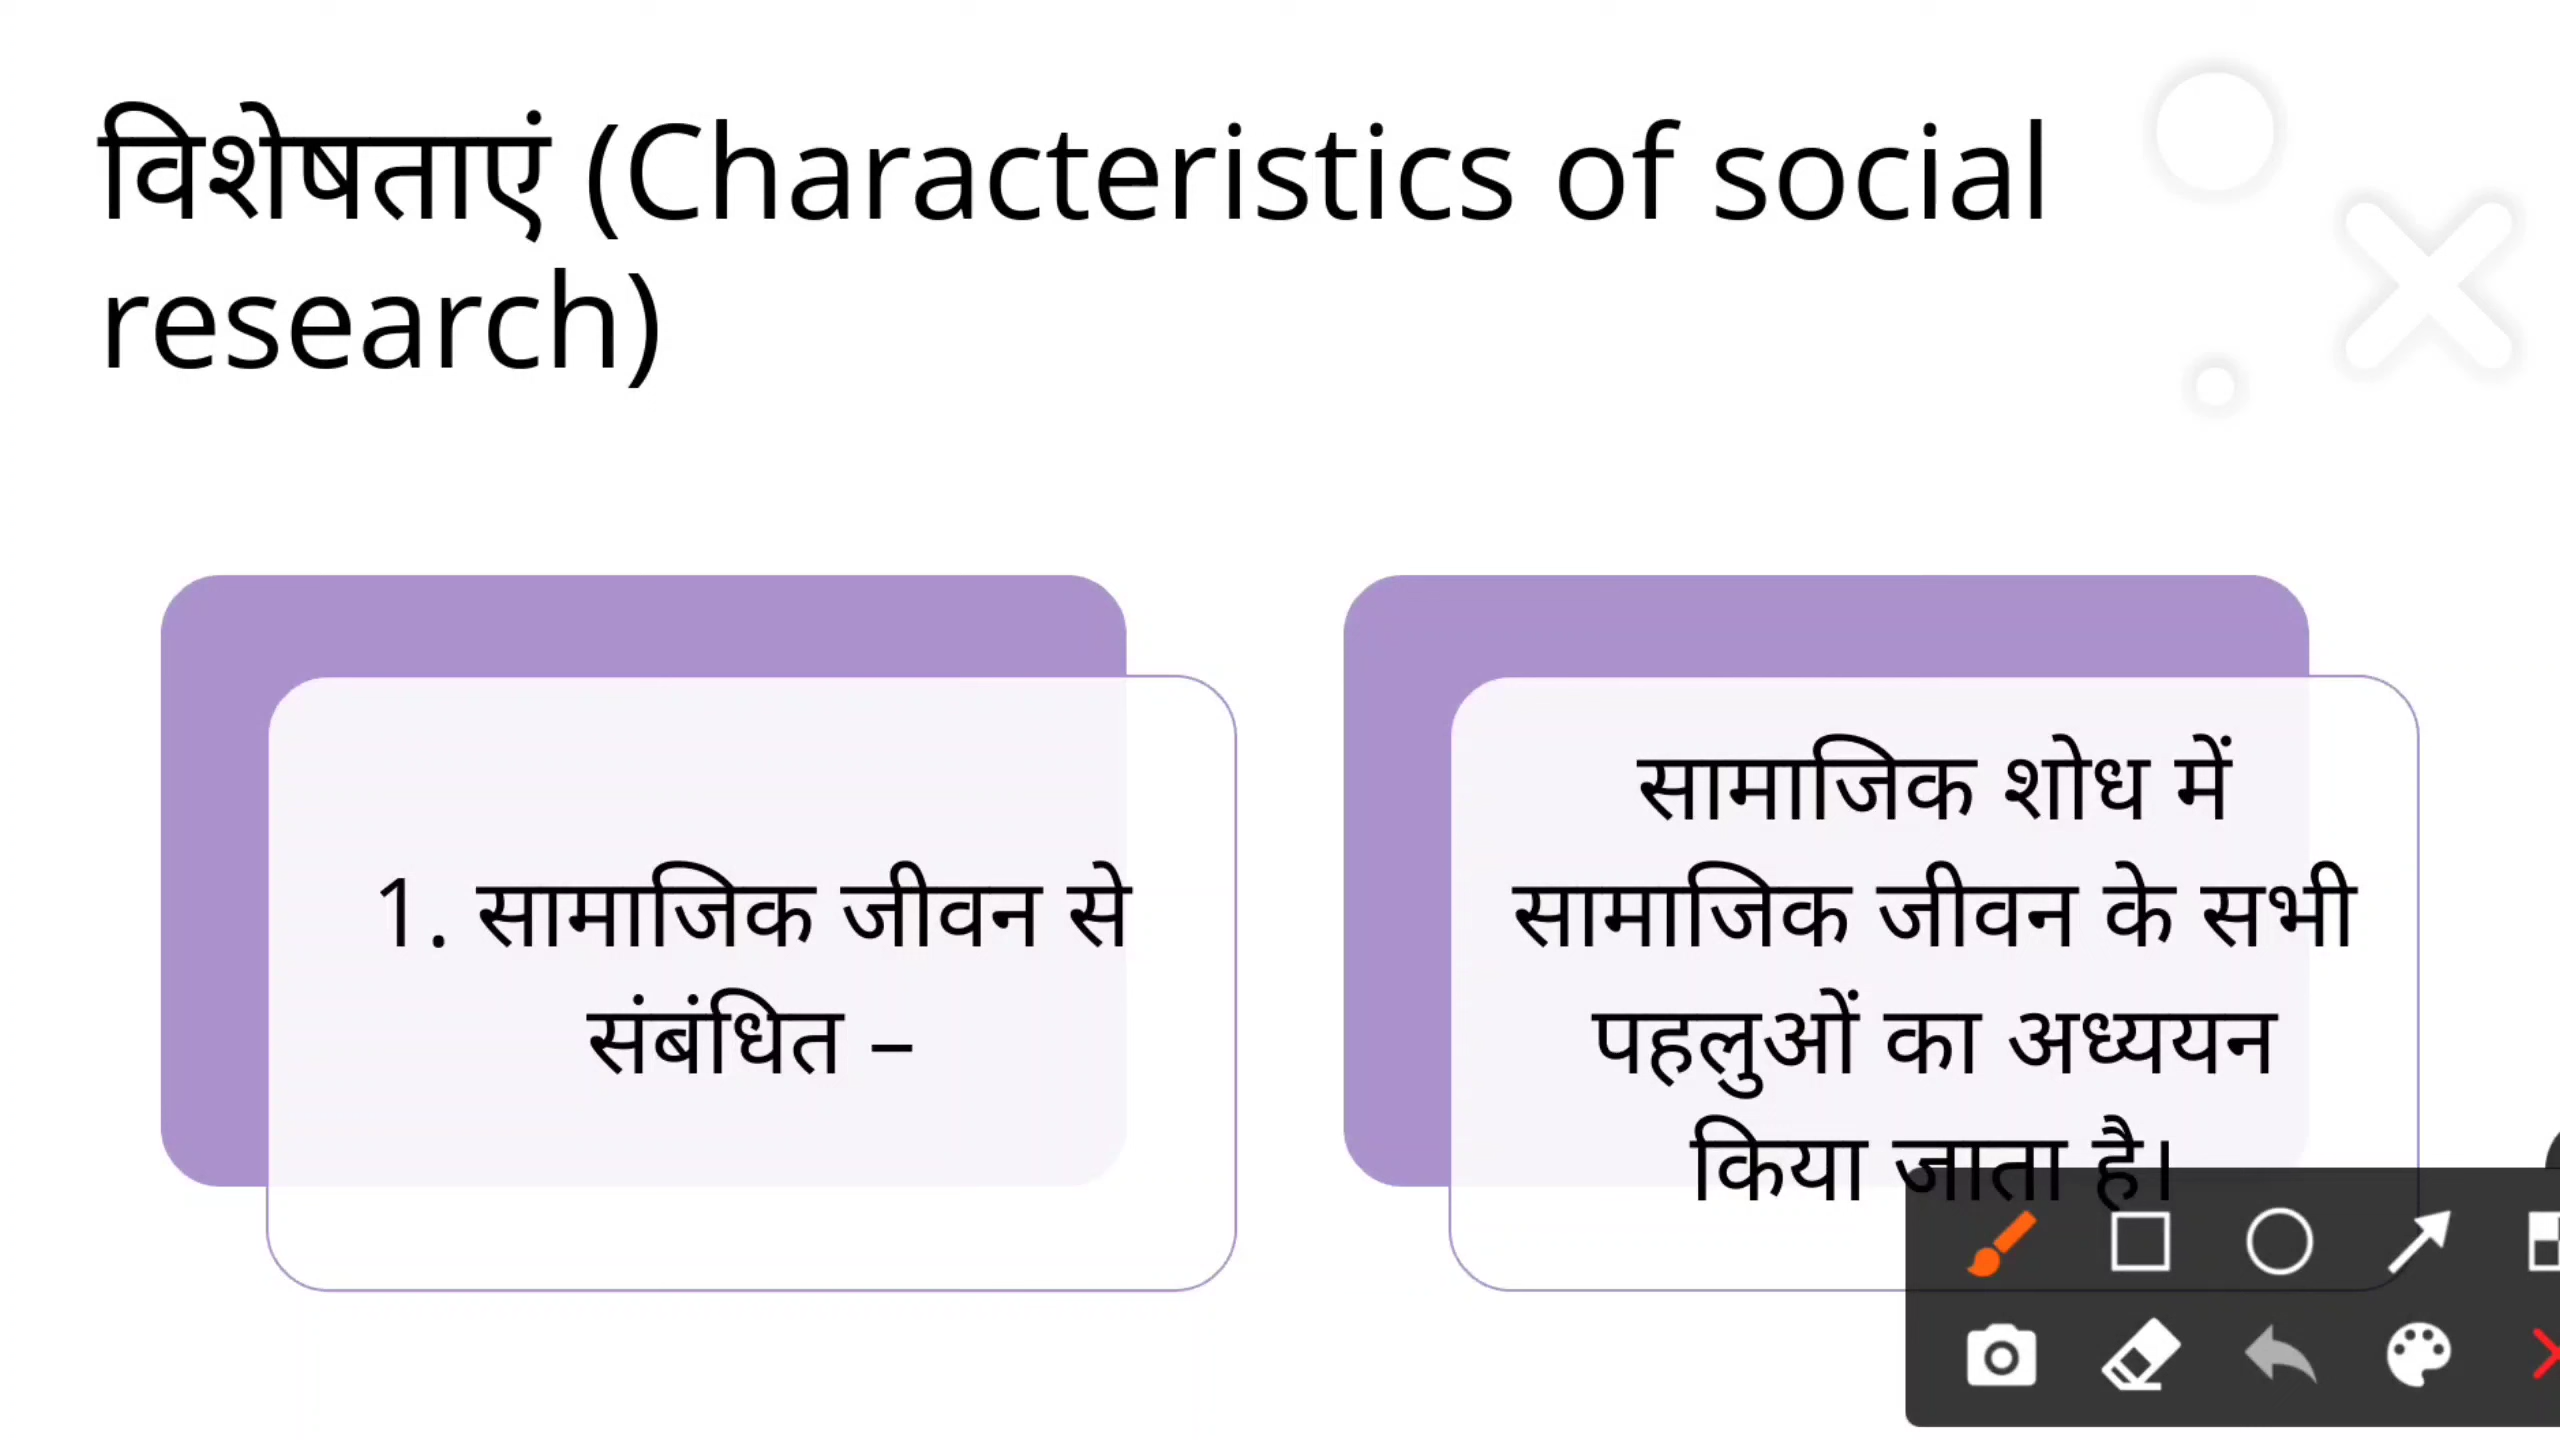 विशेषताएं (Characteristics of social
research)
1. सामाजिक जीवन से
संबंधित –
सामाजिक शोध में
सामाजिक जीवन के सभी
पहलुओं का अध्ययन
किया जाता है।